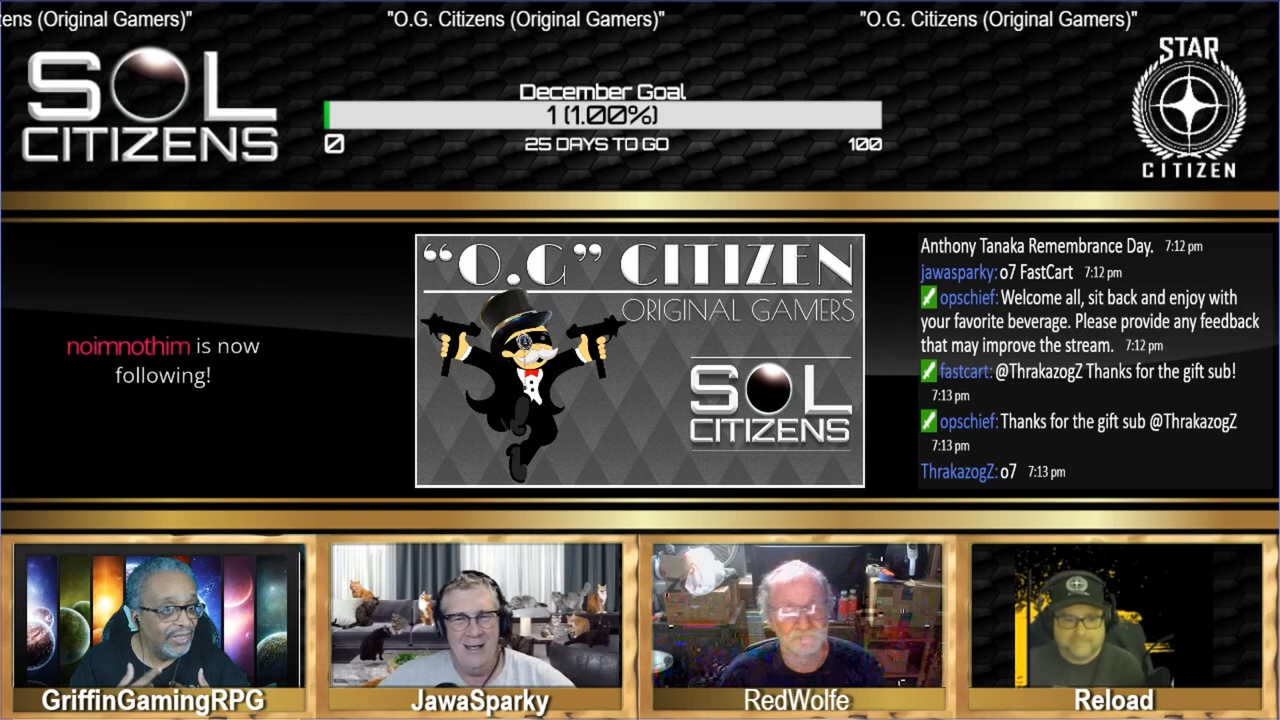 zens (Original Gamers)" "O.G. Citizens (Original Gamers)" "O.G. Citizens (Original Gamers)"
SOL
CITIZENS
December Goal
1 (1.00%)
0 25 DAYS TO GO 100
STAR
CITIZEN
noimnothim is now
following!
"O.G" CITIZEN
ORIGINAL GAMERS
SOL
CITIZENS
Anthony Tanaka Remembrance Day. 7:12 pm
jawasparky: o7 FastCart 7:12 pm
opschief: Welcome all, sit back and enjoy with
your favorite beverage. Please provide any feedback
that may improve the stream. 7:12 pm
fastcart: @ThrakazogZ Thanks for the gift sub!
7:13 pm
opschief: Thanks for the gift sub @ThrakazogZ
7:13 pm
ThrakazogZ: o7 7:13 pm
GriffinGamingRPG
JawaSparky
RedWolfe
Reload